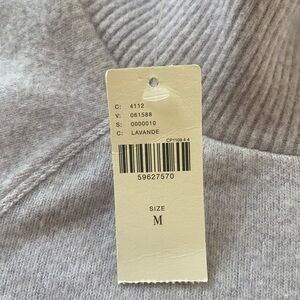 C: 4112
V: 061588
S: 0000010
C: LAVANDE
CP1109 4 4
59627570
SIZE
M